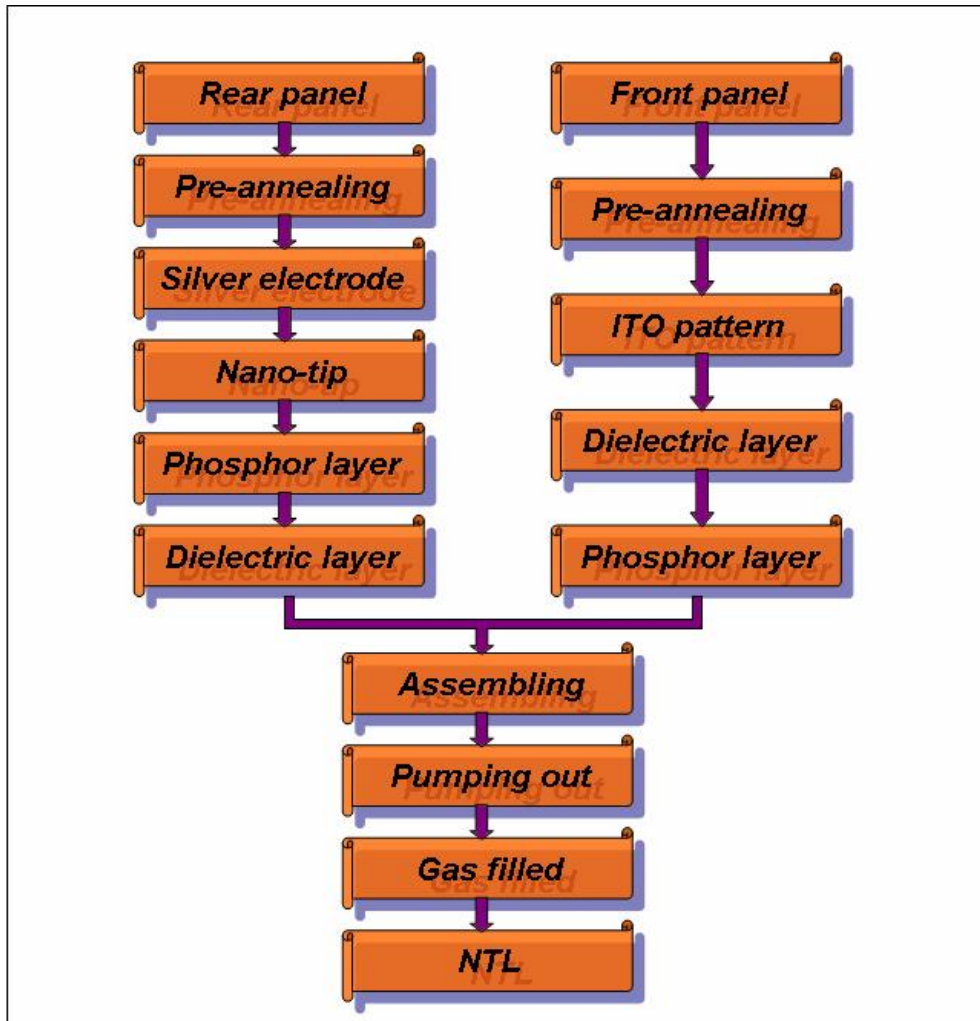 Rear panel
Pre-annealing
Silver electrode
Nano-tip
Phosphor layer
Dielectric layer
Front panel
Pre-annealing
ITO pattern
Dielectric layer
Phosphor layer
Assembling
Pumping out
Gas filled
NTL